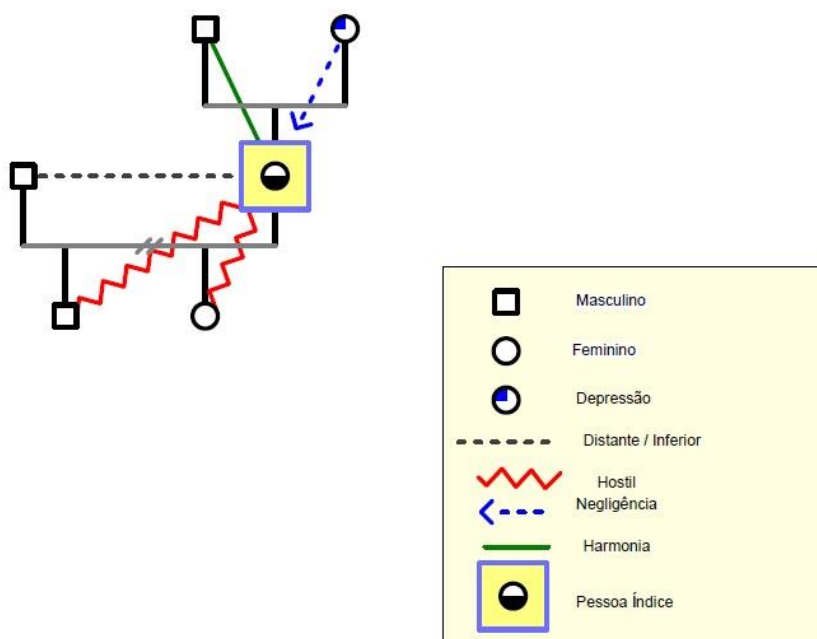 Masculino
Feminino
Depressão
Distante / Inferior
Hostil
Negligência
Harmonia
Pessoa Índice